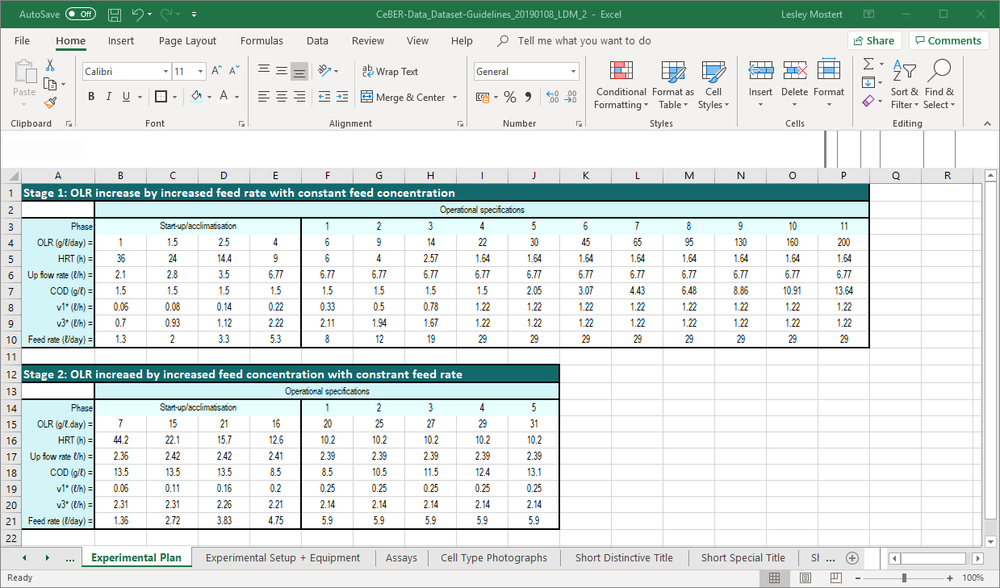 AutoSave Off CeBER-Data_Dataset-Guidelines_20190108_LDM_2 - Excel Lesley Mostert
File Home Insert Page Layout Formulas Data Review View Help Tell me what you want to do Share Comments
Calibri 11 A A ab Wrap Text General
Paste B I U A Merge & Center % Conditional Formatting Format as Table Cell Styles Insert Delete Format Sort & Filter Find & Select
Clipboard Font Alignment Number Styles Cells Editing
A B C D E F G H I J K L M N O P Q R
1 Stage 1: OLR increase by increased feed rate with constant feed concentration
2 Operational specifications
3 Phase Start-up/acclimatisation 1 2 3 4 5 6 7 8 9 10 11
4 OLR (g/ℓ/day) = 1 1.5 2.5 4 6 9 14 22 30 45 65 95 130 160 200
5 HRT (h) = 36 24 14.4 9 6 4 2.57 1.64 1.64 1.64 1.64 1.64 1.64 1.64 1.64
6 Up flow rate (ℓ/h) = 2.1 2.8 3.5 6.77 6.77 6.77 6.77 6.77 6.77 6.77 6.77 6.77 6.77 6.77 6.77
7 COD (g/ℓ) = 1.5 1.5 1.5 1.5 1.5 1.5 1.5 1.5 2.05 3.07 4.43 6.48 8.86 10.91 13.64
8 v1* (ℓ/h) = 0.06 0.08 0.14 0.22 0.33 0.5 0.78 1.22 1.22 1.22 1.22 1.22 1.22 1.22 1.22
9 v3* (ℓ/h) = 0.7 0.93 1.12 2.22 2.11 1.94 1.67 1.22 1.22 1.22 1.22 1.22 1.22 1.22 1.22
10 Feed rate (ℓ/day) = 1.3 2 3.3 5.3 8 12 19 29 29 29 29 29 29 29 29
11
12 Stage 2: OLR increaed by increased feed concentration with constrant feed rate
13 Operational specifications
14 Phase Start-up/acclimatisation 1 2 3 4 5
15 OLR (g/ℓ.day) = 7 15 21 16 20 25 27 29 31
16 HRT (h) = 44.2 22.1 15.7 12.6 10.2 10.2 10.2 10.2 10.2
17 Up flow rate ℓ/h) = 2.36 2.42 2.42 2.41 2.39 2.39 2.39 2.39 2.39
18 COD (g/ℓ) = 13.5 13.5 13.5 8.5 8.5 10.5 11.5 12.4 13.1
19 v1* (ℓ/h) = 0.06 0.11 0.16 0.2 0.25 0.25 0.25 0.25 0.25
20 v3* (ℓ/h) = 2.31 2.31 2.26 2.21 2.14 2.14 2.14 2.14 2.14
21 Feed rate (ℓ/day) = 1.36 2.72 3.83 4.75 5.9 5.9 5.9 5.9 5.9
22
... Experimental Plan Experimental Setup + Equipment Assays Cell Type Photographs Short Distinctive Title Short Special Title Sh ...
Ready 100%